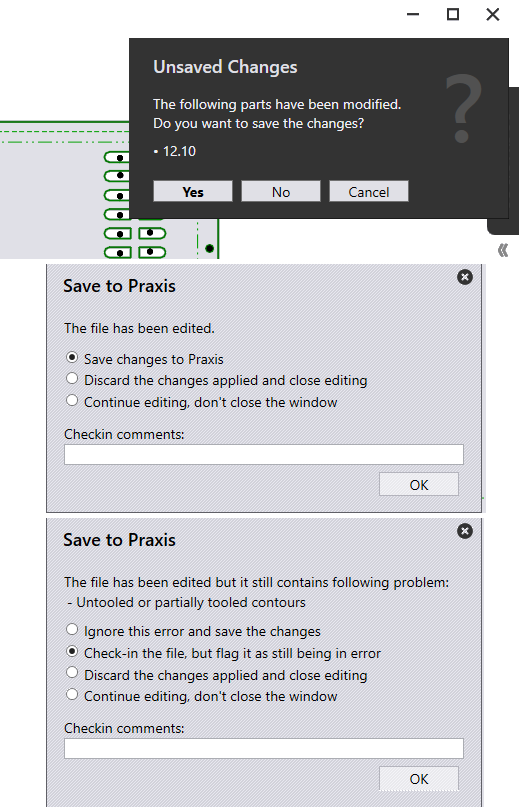 Unsaved Changes
The following parts have been modified.
Do you want to save the changes?
• 12.10
?
Yes No Cancel
Save to Praxis
The file has been edited.
Save changes to Praxis
Discard the changes applied and close editing
Continue editing, don't close the window
Checkin comments:
OK
Save to Praxis
The file has been edited but it still contains following problem:
- Untooled or partially tooled contours
Ignore this error and save the changes
Check-in the file, but flag it as still being in error
Discard the changes applied and close editing
Continue editing, don't close the window
Checkin comments:
OK